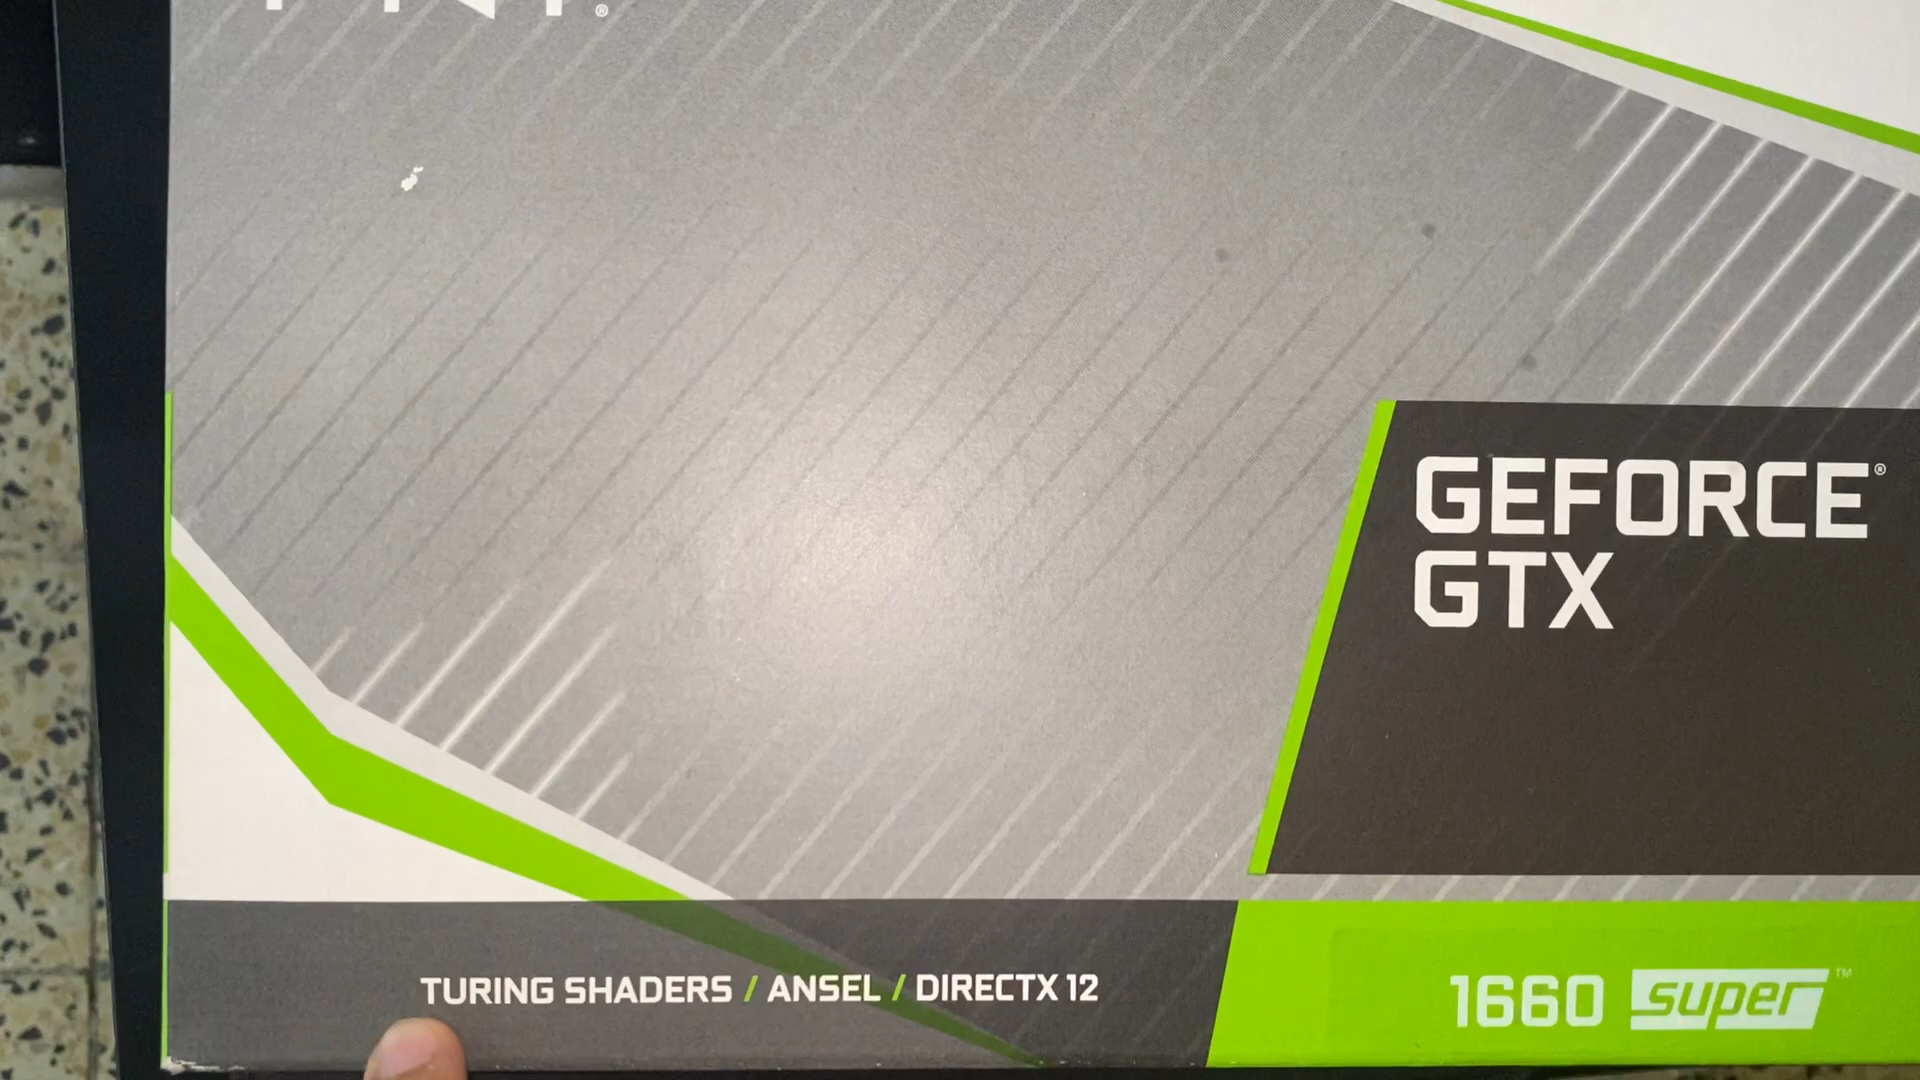 GEFORCE®
GTX
TURING SHADERS / ANSEL / DIRECTX 12
1660 SUPER™